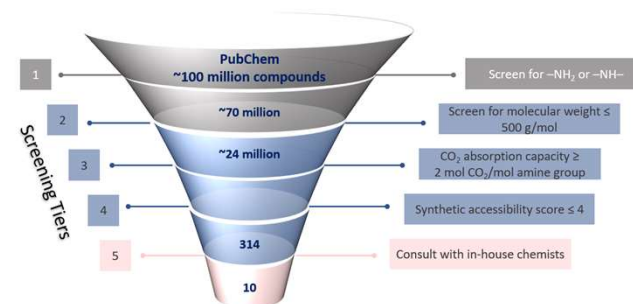 PubChem
~100 million compounds
1
Screen for –NH₂ or –NH–
~70 million
2
Screen for molecular weight ≤
500 g/mol
~24 million
3
CO₂ absorption capacity ≥
2 mol CO₂/mol amine group
4
Synthetic accessibility score ≤ 4
314
5
Consult with in-house chemists
10
Screening Tiers